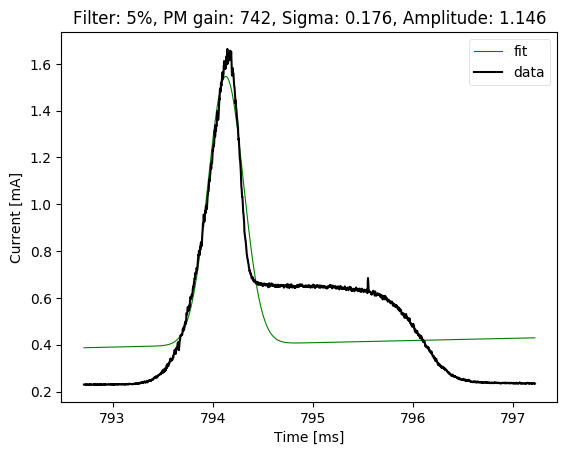 Filter: 5%, PM gain: 742, Sigma: 0.176, Amplitude: 1.146
fit
data
1.6
1.4
1.2
1.0
0.8
0.6
0.4
0.2
Current [mA]
793
794
795
796
797
Time [ms]